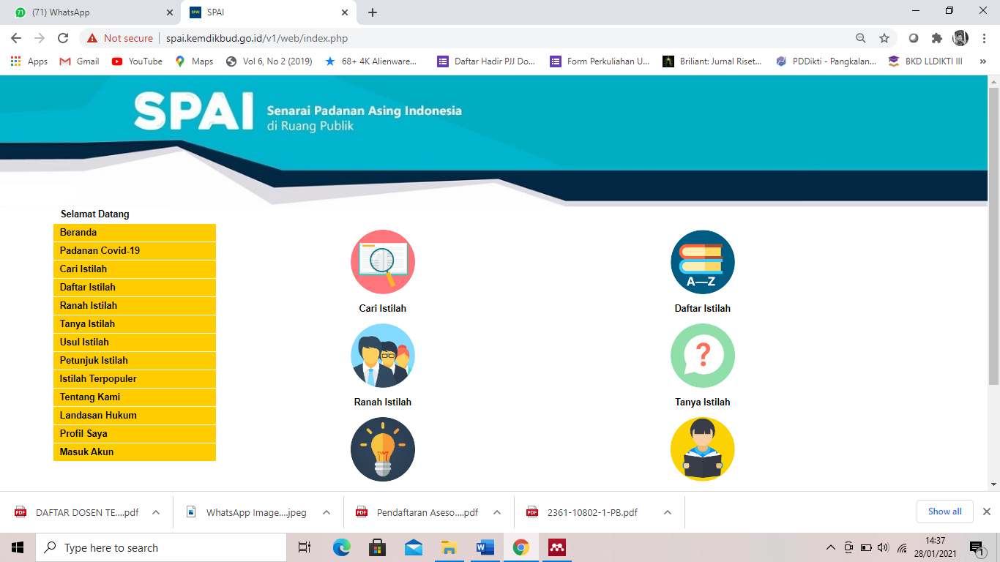 (71) WhatsApp
SPAI
Not secure
spai.kemdikbud.go.id/v1/web/index.php
Apps
Gmail
YouTube
Maps
Vol 6, No 2 (2019)
68+ 4K Alienware...
Daftar Hadir PJJ Do...
Form Perkuliahan U...
Briliant: Jurnal Riset...
PDDikti - Pangkalan...
BKD LLDIKTI III
»
SPAI
Senarai Padanan Asing Indonesia
di Ruang Publik
Selamat Datang
Beranda
Padanan Covid-19
Cari Istilah
Daftar Istilah
Ranah Istilah
Tanya Istilah
Usul Istilah
Petunjuk Istilah
Istilah Terpopuler
Tentang Kami
Landasan Hukum
Profil Saya
Masuk Akun
Cari Istilah
A—Z
Daftar Istilah
Ranah Istilah
?
Tanya Istilah
DAFTAR DOSEN TE....pdf
WhatsApp Image....jpeg
Pendaftaran Aseso....pdf
2361-10802-1-PB.pdf
Show all
Type here to search
14:37
28/01/2021
1